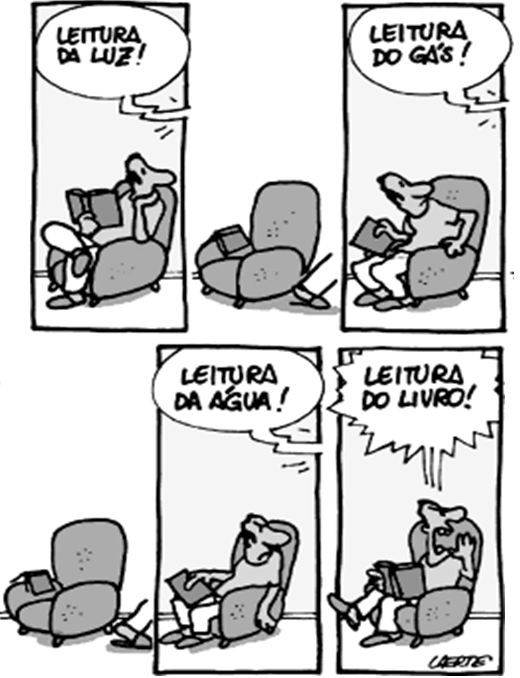 LEITURA
DA LUZ!
LEITURA
DO GÁS!
LEITURA
DA ÁGUA!
LEITURA
DO LIVRO!
LAERTE